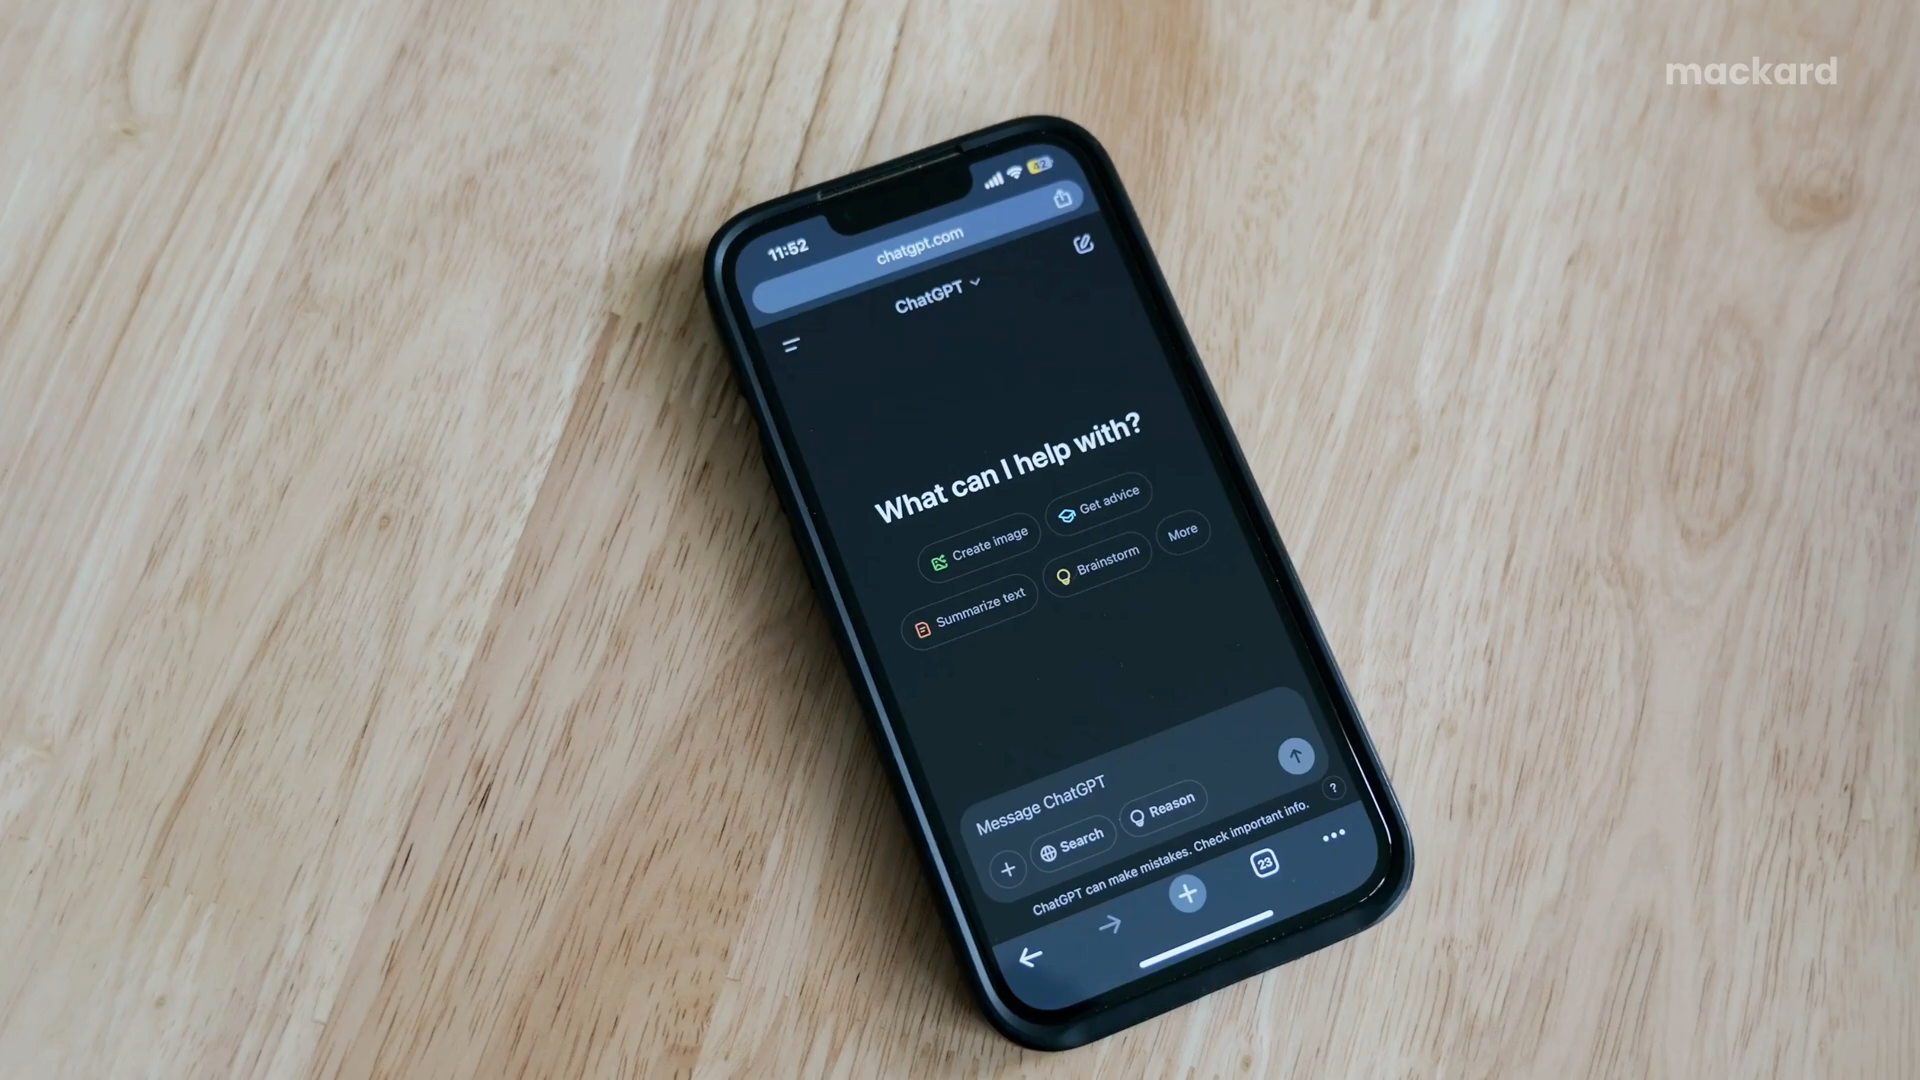 mackard
11:52
42
chatgpt.com
ChatGPT
What can I help with?
Create image
Get advice
Summarize text
Brainstorm
More
Message ChatGPT
Search
Reason
?
ChatGPT can make mistakes. Check important info.
23